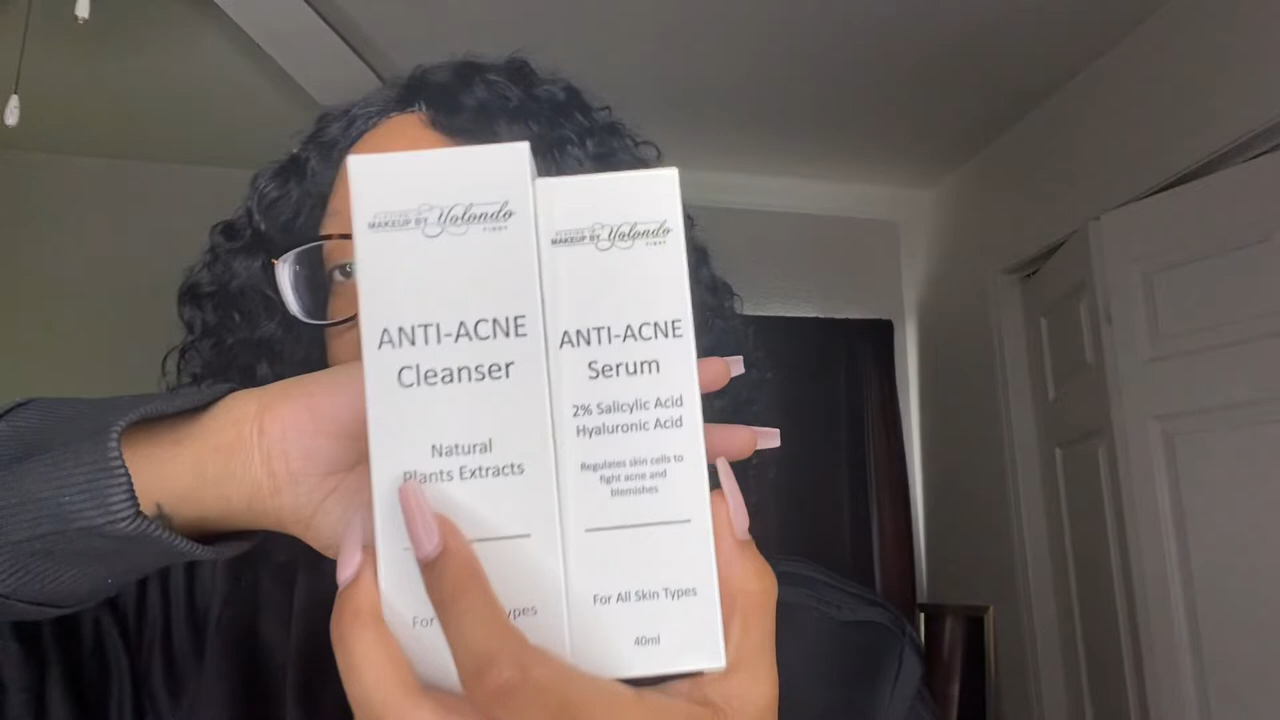 MAKEUP BY Yolondo
ANTI-ACNE
Cleanser
Natural
Plants Extracts
For ypes
MAKEUP BY Yolondo
ANTI-ACNE
Serum
2% Salicylic Acid
Hyaluronic Acid
Regulates skin cells to
fight acne and
blemishes
For All Skin Types
40ml